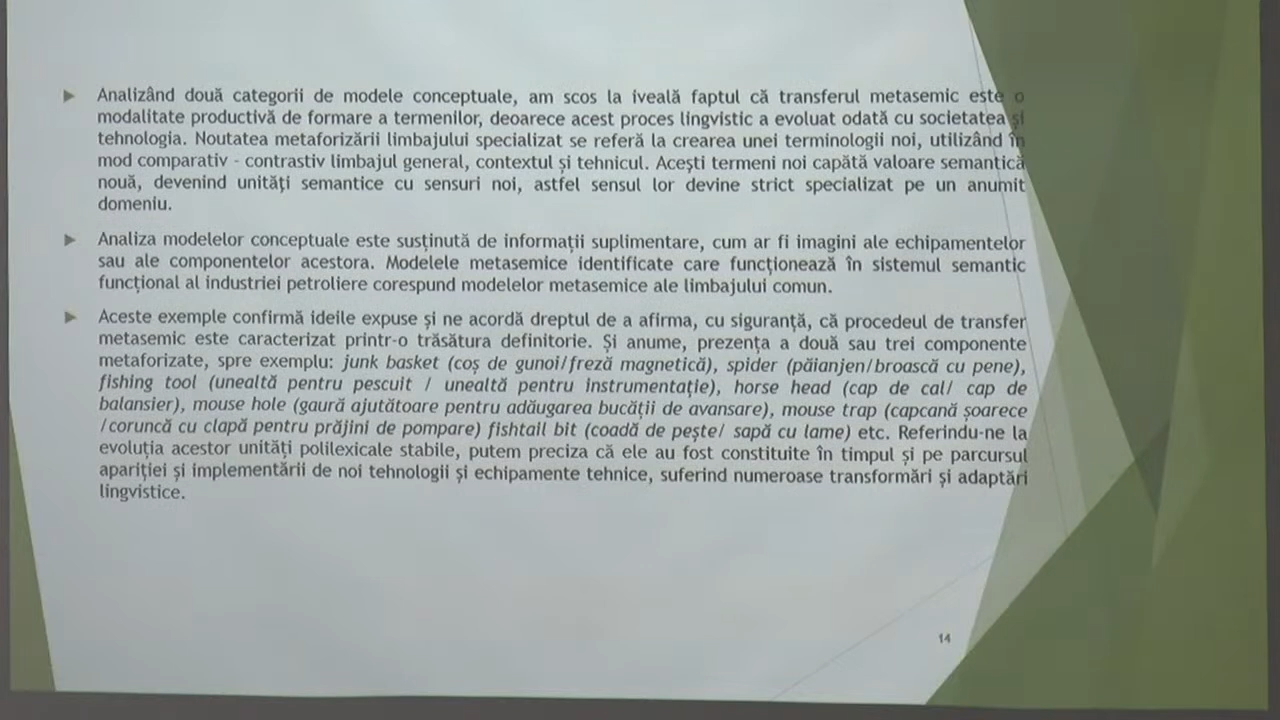 Analizând două categorii de modele conceptuale, am scos la iveală faptul că transferul metasemic este o
modalitate productivă de formare a termenilor, deoarece acest proces lingvistic a evoluat odată cu societatea și
tehnologia. Noutatea metaforizării limbajului specializat se referă la crearea unei terminologii noi, utilizând în
mod comparativ - contrastiv limbajul general, contextul și tehnicul. Acești termeni noi capătă valoare semantică
nouă, devenind unități semantice cu sensuri noi, astfel sensul lor devine strict specializat pe un anumit
domeniu.
Analiza modelelor conceptuale este susținută de informații suplimentare, cum ar fi imagini ale echipamentelor
sau ale componentelor acestora. Modelele metasemice identificate care funcționează în sistemul semantic
funcțional al industriei petroliere corespund modelelor metasemice ale limbajului comun.
Aceste exemple confirmă ideile expuse și ne acordă dreptul de a afirma, cu siguranță, că procedeul de transfer
metasemic este caracterizat printr-o trăsătura definitorie. Și anume, prezența a două sau trei componente
metaforizate, spre exemplu: junk basket (coș de gunoi/freză magnetică), spider (păianjen/broască cu pene),
fishing tool (unealtă pentru pescuit / unealtă pentru instrumentație), horse head (cap de cal/ cap de
balansier), mouse hole (gaură ajutătoare pentru adăugarea bucății de avansare), mouse trap (capcană șoarece
/coruncă cu clapă pentru prăjini de pompare) fishtail bit (coadă de pește/ sapă cu lame) etc. Referindu-ne la
evoluția acestor unități polilexicale stabile, putem preciza că ele au fost constituite în timpul și pe parcursul
apariției și implementării de noi tehnologii și echipamente tehnice, suferind numeroase transformări și adaptări
lingvistice.
14